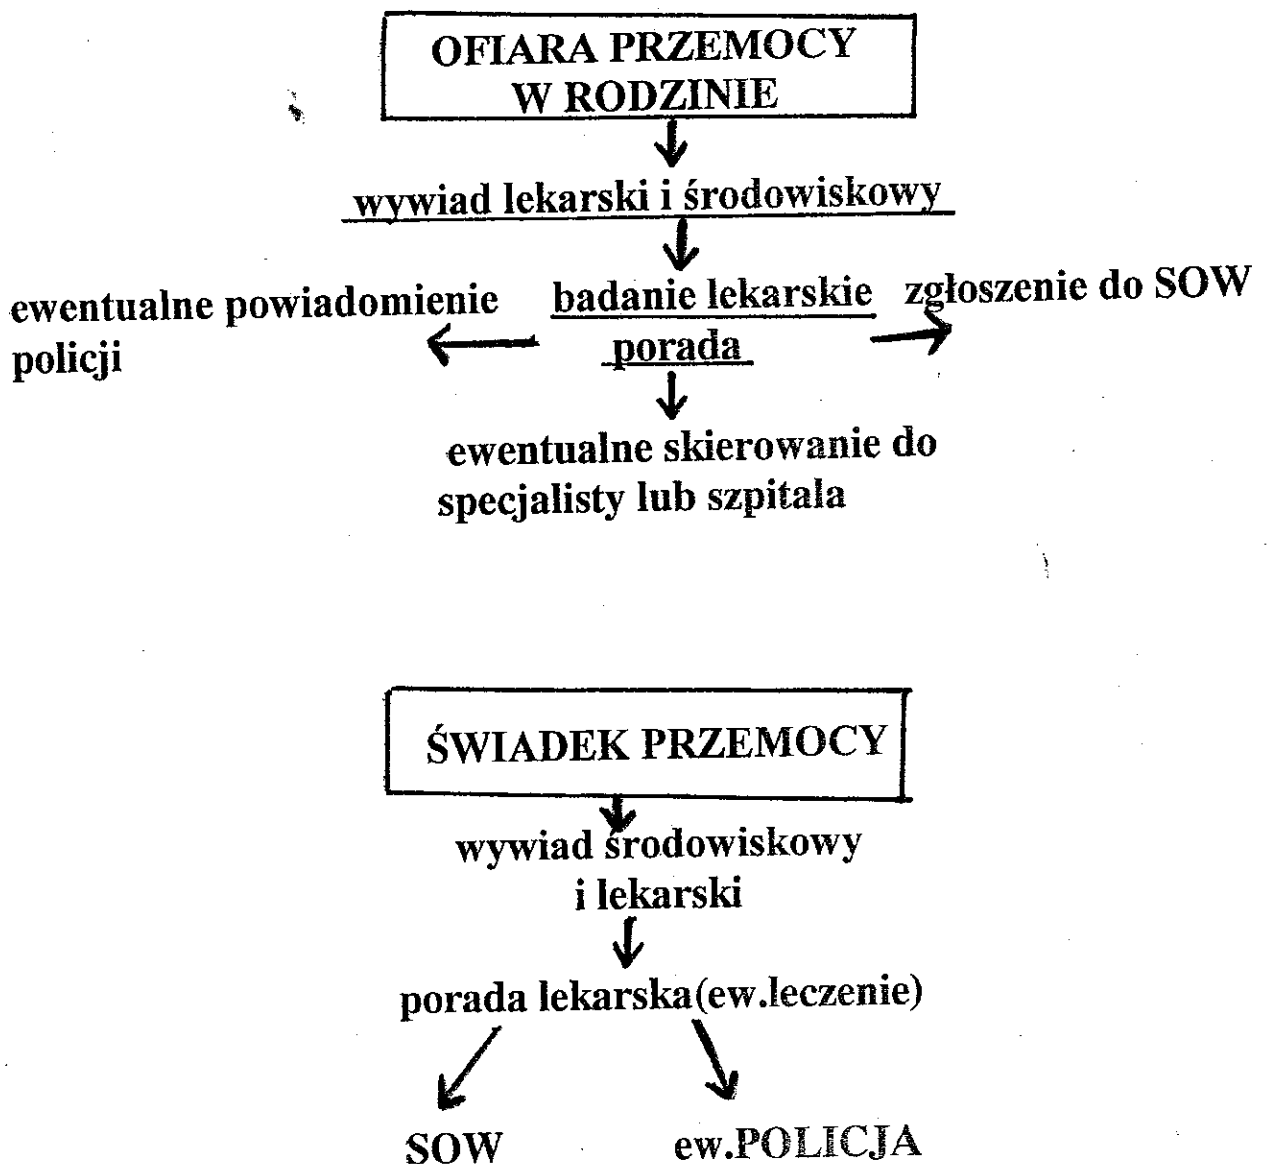 OFIARA PRZEMOCY
W RODZINIE
wywiad lekarski i środowiskowy
ewentualne powiadomienie
policji
badanie lekarskie
porada
zgłoszenie do SOW
ewentualne skierowanie do
specjalisty lub szpitala
ŚWIADEK PRZEMOCY
wywiad środowiskowy
i lekarski
porada lekarska(ew.leczenie)
SOW
ew.POLICJA